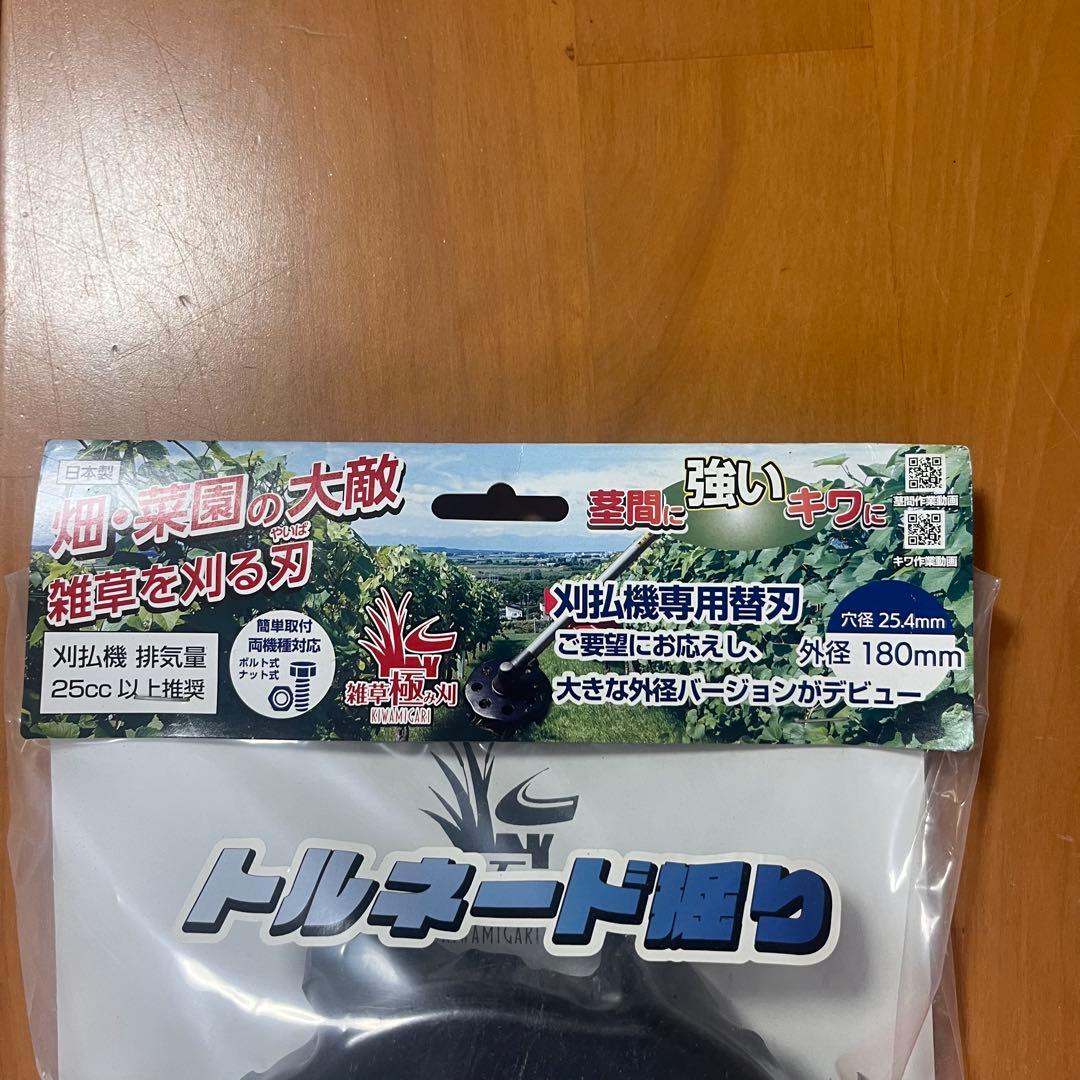 日本製
畑・菜園の大敵
やいば
雑草を刈る刃
刈払機 排気量
25cc 以上推奨
簡単取付
両機種対応
ボルト式
ナット式
雑草極み刈
KIWAMIGARI
茎間に強いキワに
茎間作業動画
キワ作業動画
刈払機専用替刃
ご要望にお応えし、
大きな外径バージョンがデビュー
穴径 25.4mm
外径 180mm
トルネード掘り
KIWAMIGARI